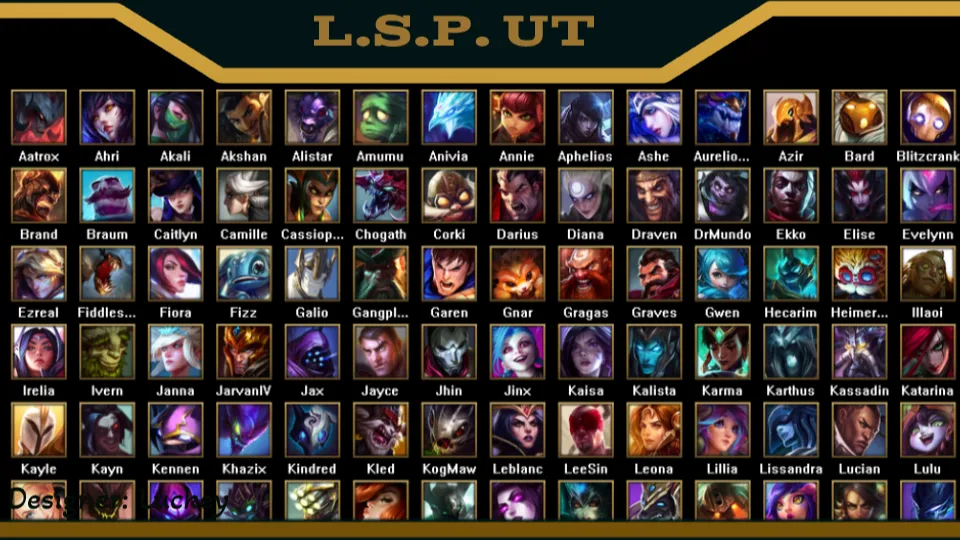 L.S.P. UT
Aatrox Ahri Akali Akshan Alistar Amumu Anivia Annie Aphelios Ashe Aurelio... Azir Bard Blitzcrank
Brand Braum Caitlyn Camille Cassiop... Chogath Corki Darius Diana Draven DrMundo Ekko Elise Evelynn
Ezreal Fiddles... Fiora Fizz Galio Gangpl... Garen Gnar Gragas Graves Gwen Hecarim Heimer... Illaoi
Irelia Ivern Janna JarvanIV Jax Jayce Jhin Jinx Kaisa Kalista Karma Karthus Kassadin Katarina
Kayle Kayn Kennen Khazix Kindred Kled KogMaw Leblanc LeeSin Leona Lillia Lissandra Lucian Lulu
Designer: